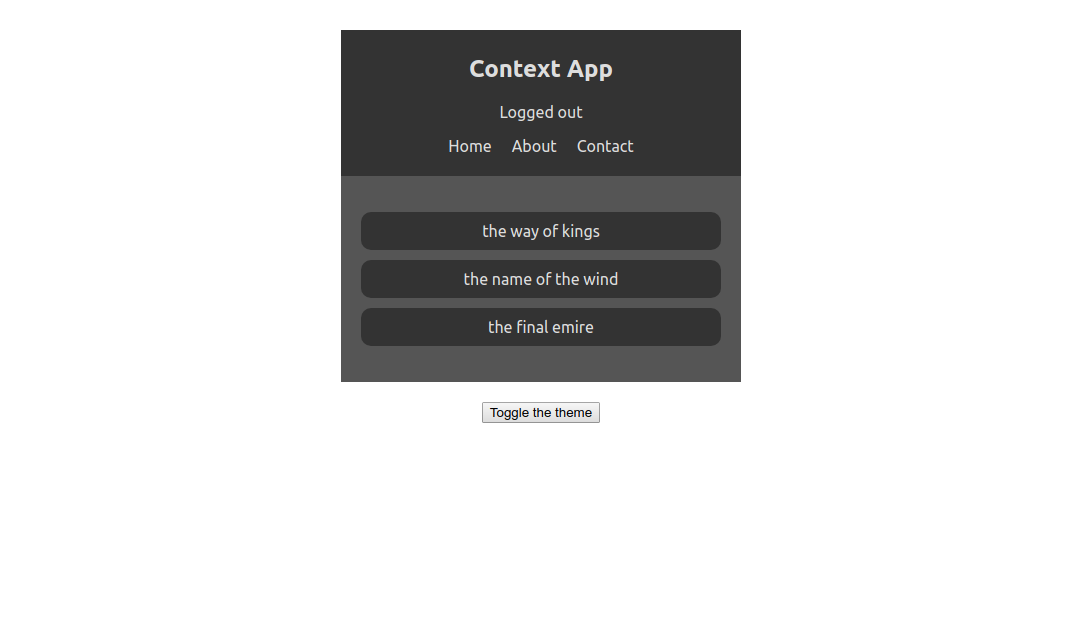 Context App
Logged out
Home About Contact
the way of kings
the name of the wind
the final emire
Toggle the theme